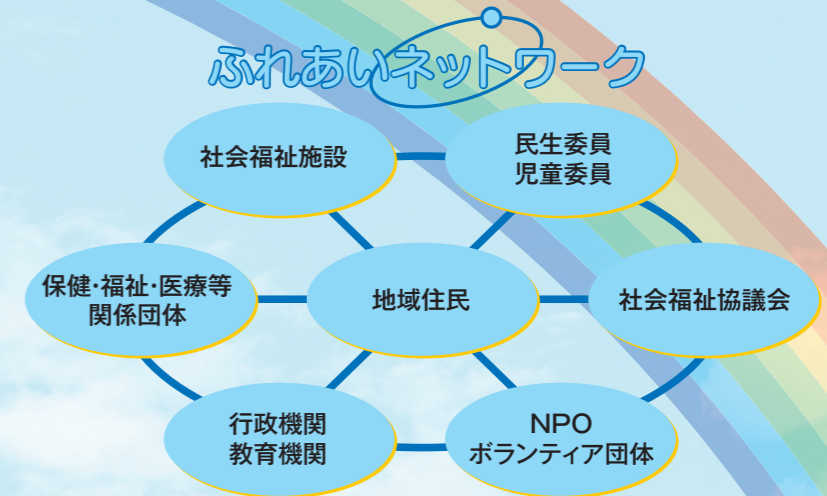 ふれあいネットワーク
社会福祉施設
民生委員
児童委員
保健・福祉・医療等
関係団体
地域住民
社会福祉協議会
行政機関
教育機関
NPO
ボランティア団体